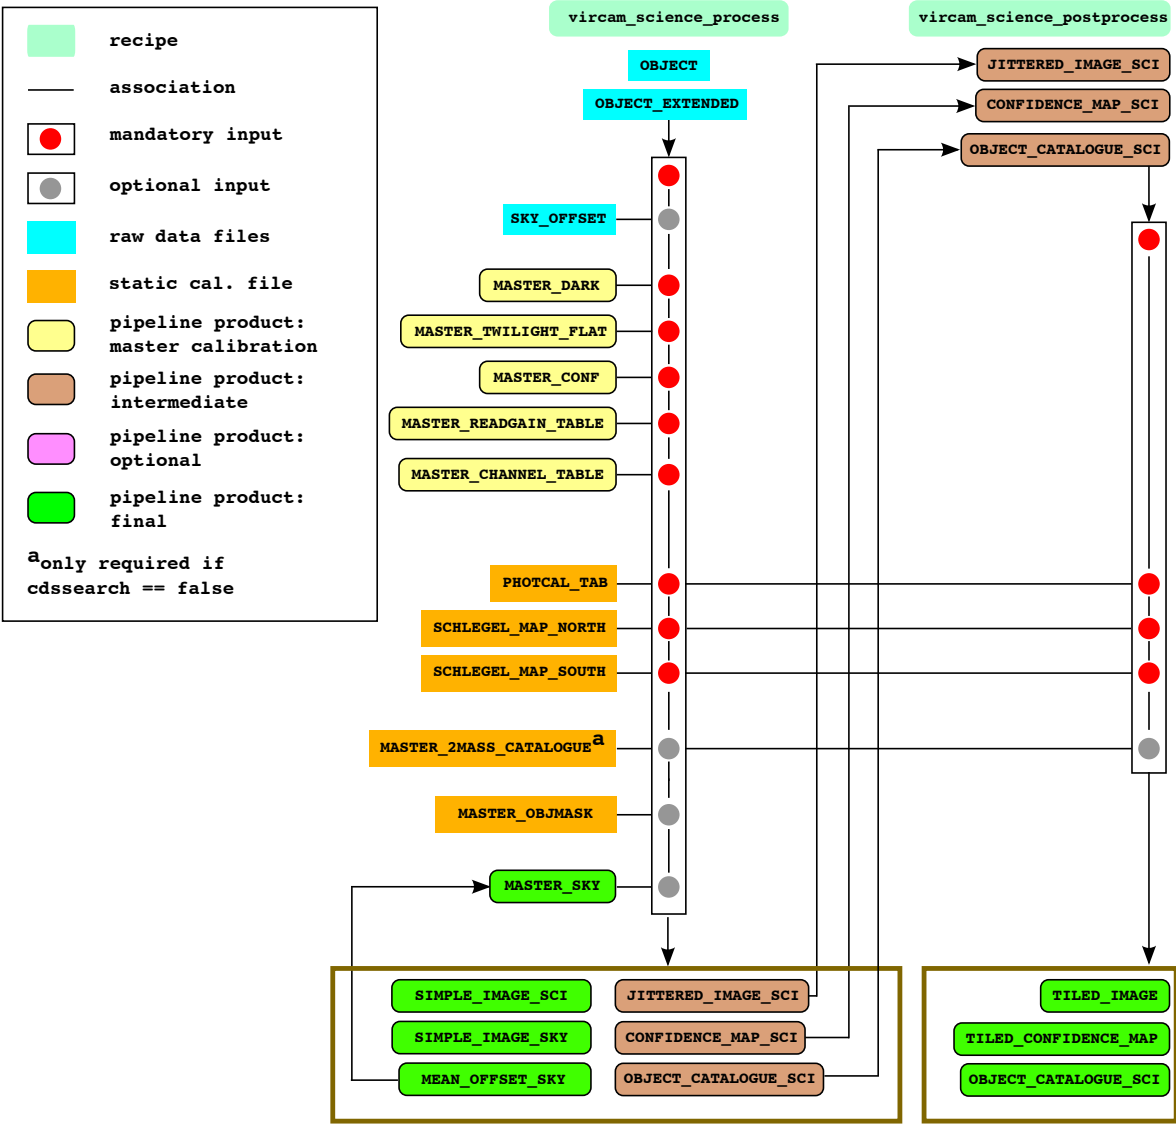 recipe
association
mandatory input
optional input
raw data files
static cal. file
pipeline product:
master calibration
pipeline product:
intermediate
pipeline product:
optional
pipeline product:
final
a only required if
cdssearch == false
vircam_science_process
OBJECT
OBJECT_EXTENDED
SKY_OFFSET
MASTER_DARK
MASTER_TWILIGHT_FLAT
MASTER_CONF
MASTER_READGAIN_TABLE
MASTER_CHANNEL_TABLE
PHOTCAL_TAB
SCHLEGEL_MAP_NORTH
SCHLEGEL_MAP_SOUTH
MASTER_2MASS_CATALOGUE a
MASTER_OBJMASK
MASTER_SKY
SIMPLE_IMAGE_SCI
SIMPLE_IMAGE_SKY
MEAN_OFFSET_SKY
JITTERED_IMAGE_SCI
CONFIDENCE_MAP_SCI
OBJECT_CATALOGUE_SCI
vircam_science_postprocess
JITTERED_IMAGE_SCI
CONFIDENCE_MAP_SCI
OBJECT_CATALOGUE_SCI
TILED_IMAGE
TILED_CONFIDENCE_MAP
OBJECT_CATALOGUE_SCI